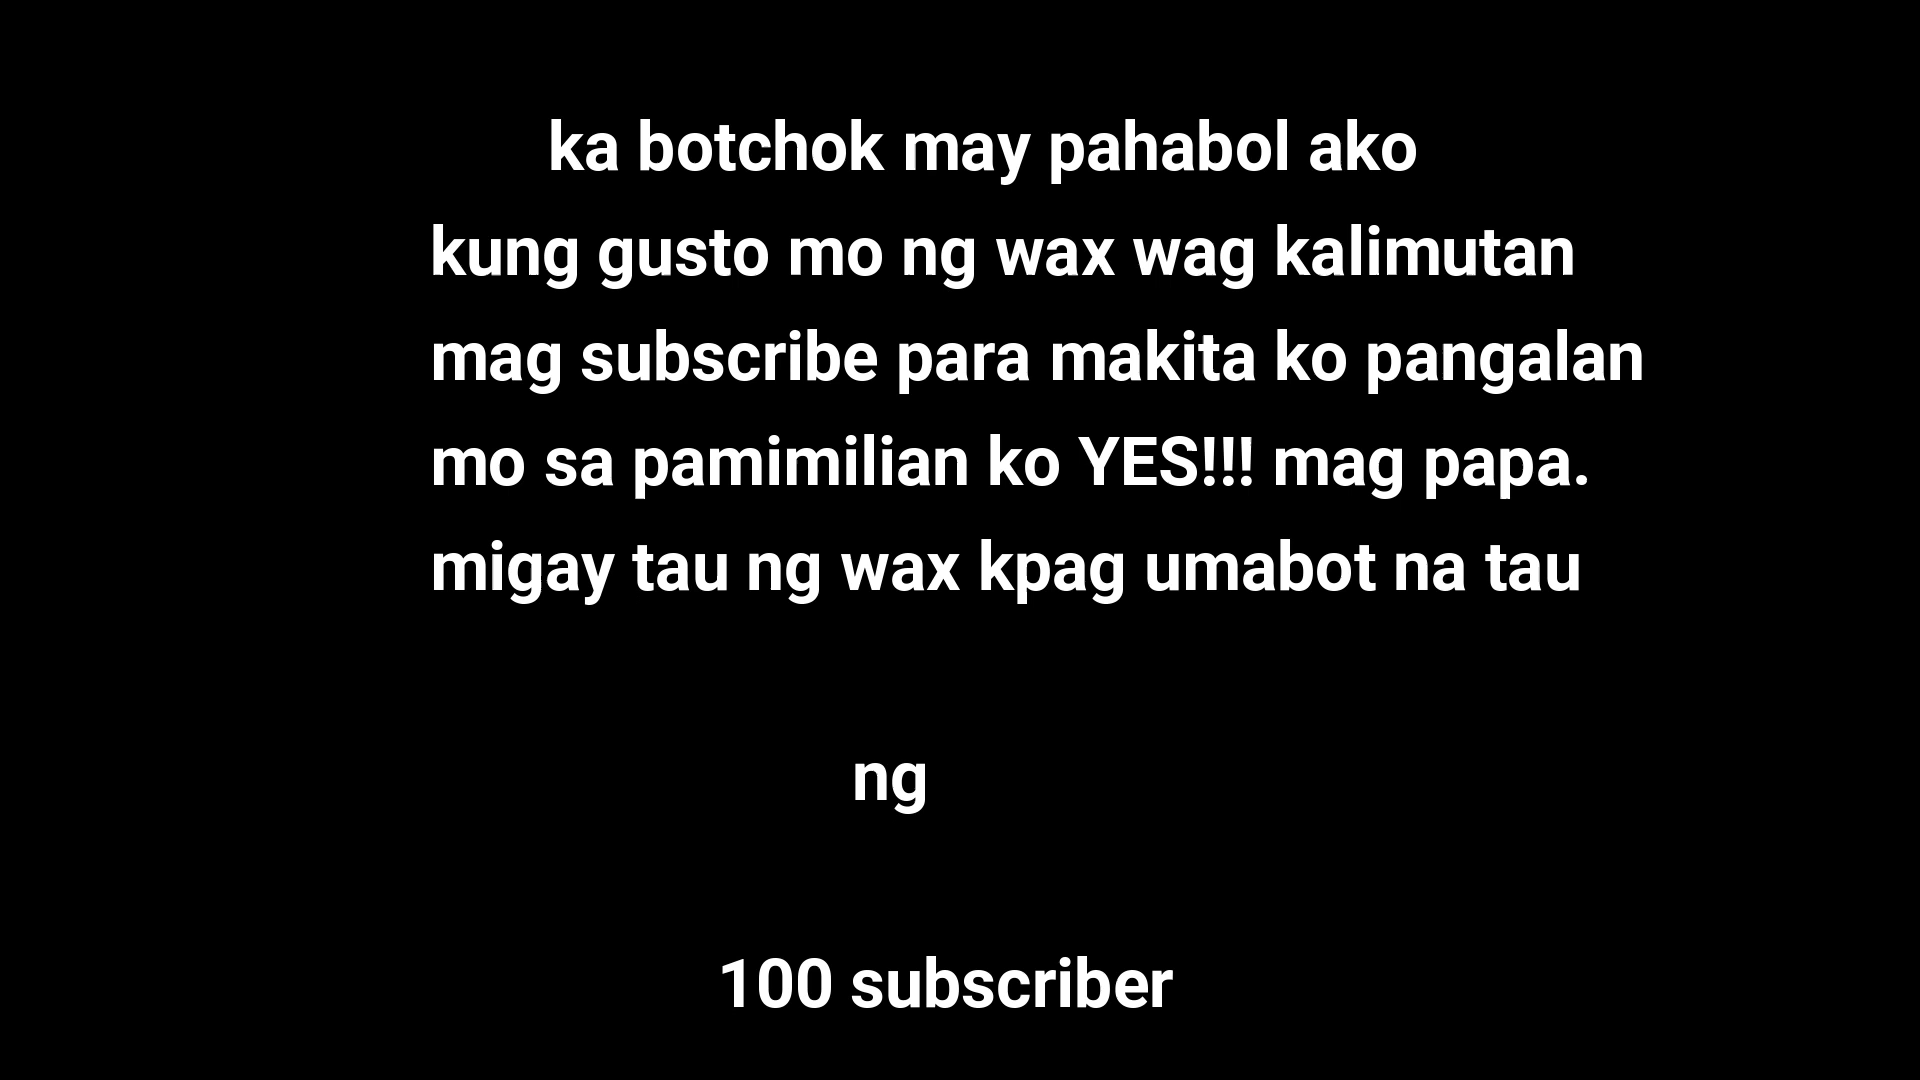 ka botchok may pahabol ako
kung gusto mo ng wax wag kalimutan
mag subscribe para makita ko pangalan
mo sa pamimilian ko YES!!! mag papa.
migay tau ng wax kpag umabot na tau
ng
100 subscriber